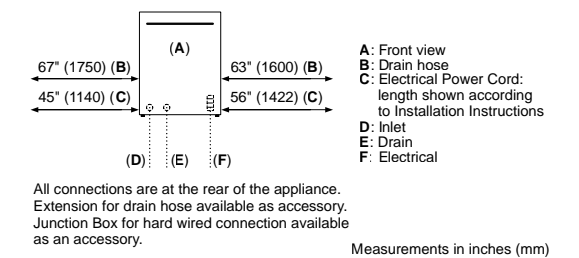 (A)
67" (1750) (B)
63" (1600) (B)
45" (1140) (C)
56" (1422) (C)
(D)
(E)
(F)
A: Front view
B: Drain hose
C: Electrical Power Cord:
length shown according
to Installation Instructions
D: Inlet
E: Drain
F: Electrical
All connections are at the rear of the appliance.
Extension for drain hose available as accessory.
Junction Box for hard wired connection available
as an accessory.
Measurements in inches (mm)